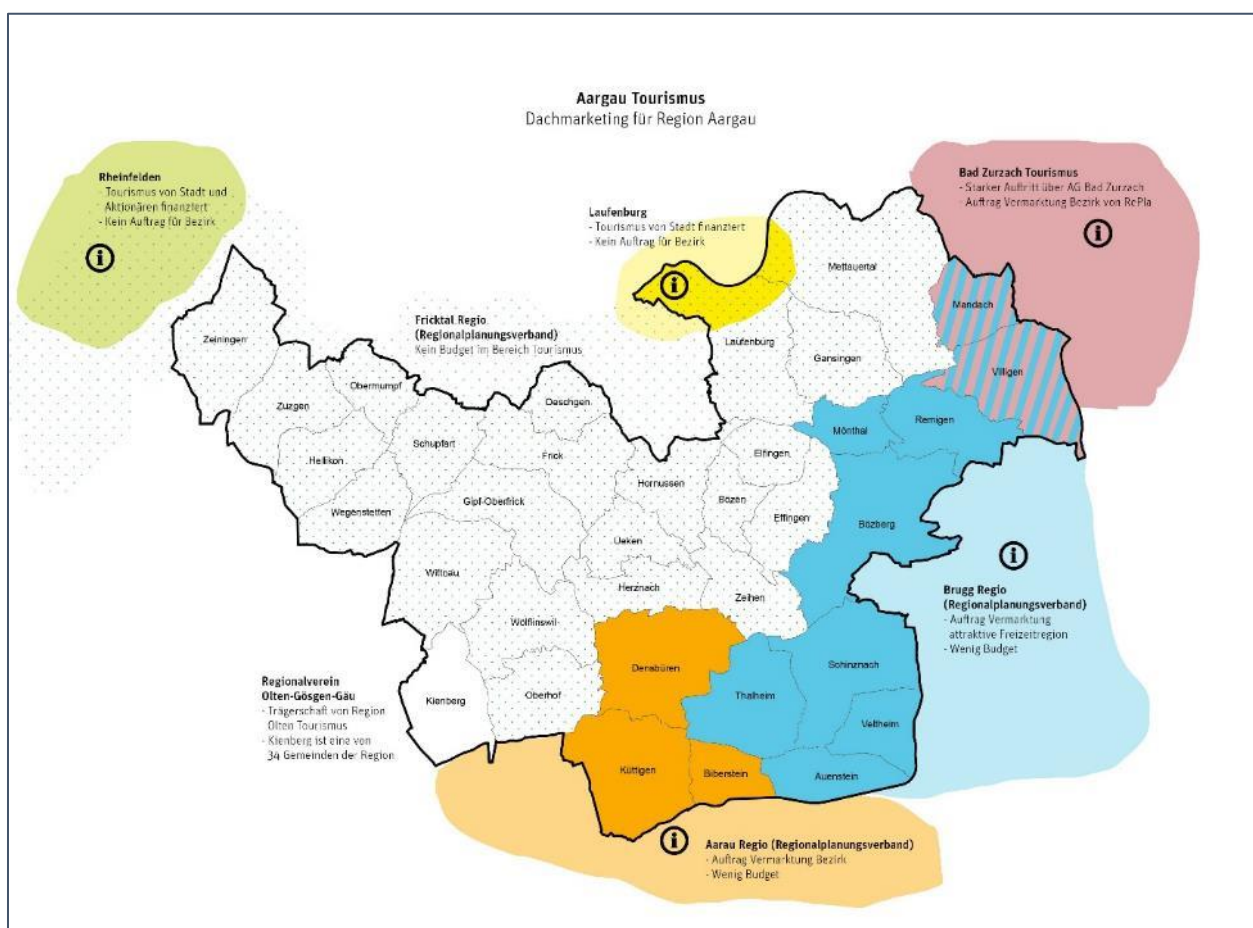 Aargau Tourismus
Dachmarketing für Region Aargau
Rheinfelden
- Tourismus von Stadt und
Aktionären finanziert
- Kein Auftrag für Bezirk
i
Laufenburg
- Tourismus von Stadt finanziert
- Kein Auftrag für Bezirk
i
Bad Zurzach Tourismus
- Starker Auftritt über AG Bad Zurzach
- Auftrag Vermarktung Bezirk von RePla
i
Fricktal Regio
(Regionalplanungsverband)
Kein Budget im Bereich Tourismus
Mettauertal
Mandach
Zeiningen
Laufenburg
Gansingen
Villigen
Obermumpf
Oeschgen
Zuzgen
Schupfart
Mönthal
Remigen
Hellikon
Frick
Elfingen
Hornussen
Wegenstetten
Gipf-Oberfrick
Bözen
Effingen
Bözberg
Ueken
Wittnau
Herznach
Zeihen
i
Brugg Regio
(Regionalplanungsverband)
- Auftrag Vermarktung
attraktive Freizeitregion
- Wenig Budget
Wölflinswil
Densbüren
Schinznach
Regionalverein
Olten-Gösgen-Gäu
- Trägerschaft von Region
Olten Tourismus
- Kienberg ist eine von
34 Gemeinden der Region
Kienberg
Oberhof
Thalheim
Veltheim
Küttigen
Biberstein
Auenstein
i
Aarau Regio (Regionalplanungsverband)
- Auftrag Vermarktung Bezirk
- Wenig Budget